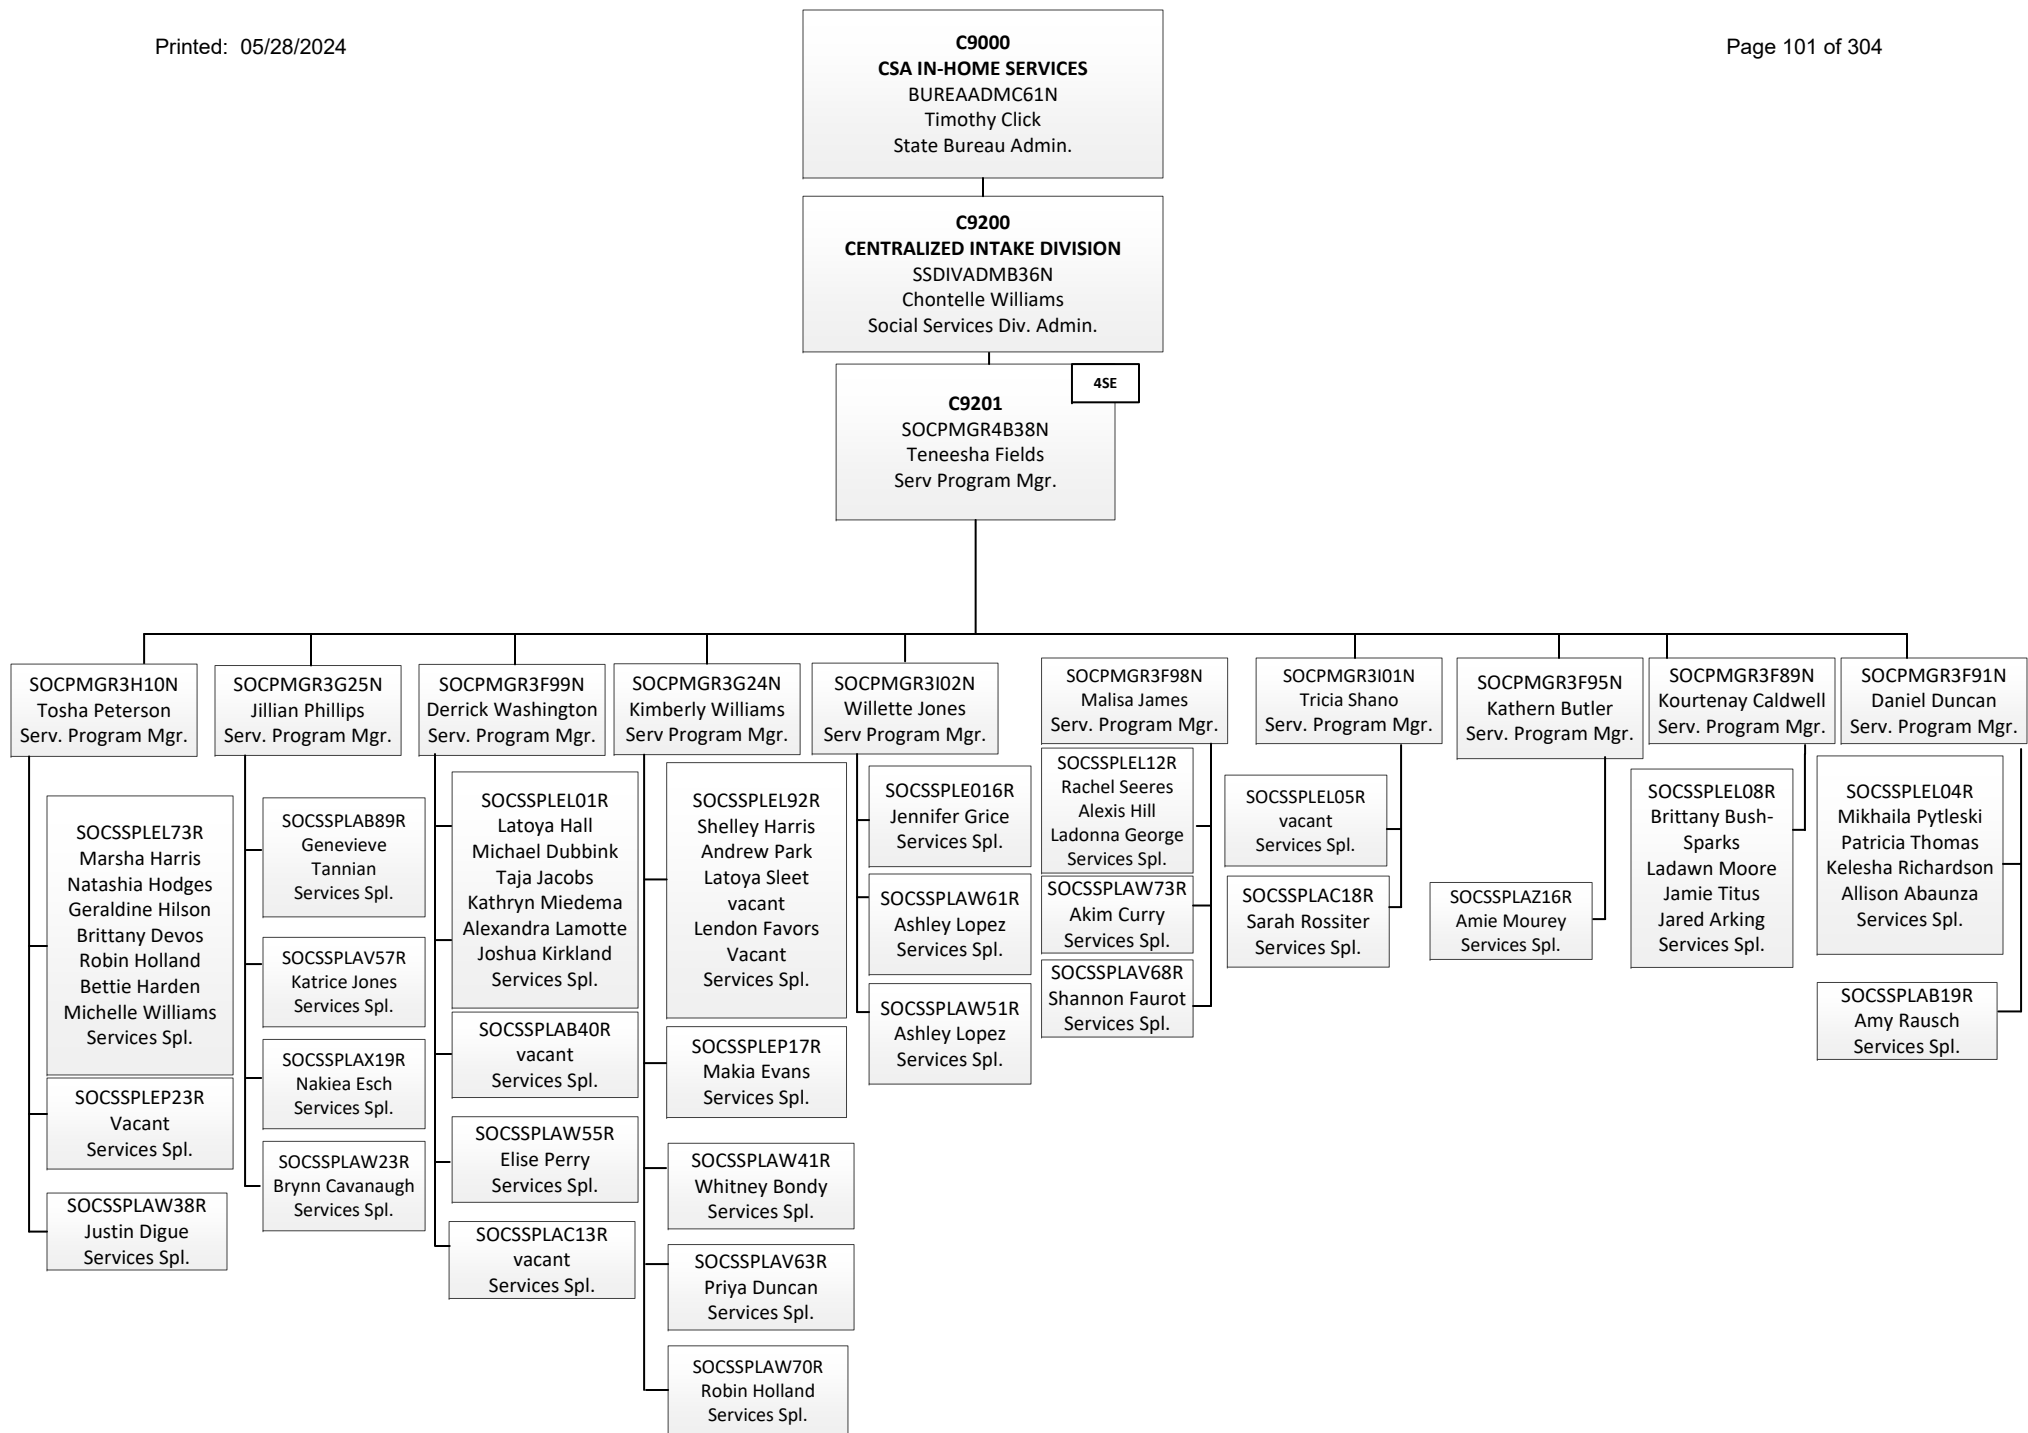 Printed: 05/28/2024
Page 101 of 304
C9000
CSA IN-HOME SERVICES
BUREAADMC61N
Timothy Click
State Bureau Admin.
C9200
CENTRALIZED INTAKE DIVISION
SSDIVADMB36N
Chontelle Williams
Social Services Div. Admin.
4SE
C9201
SOCPMGR4B38N
Teneesha Fields
Serv Program Mgr.
SOCPMGR3H10N
Tosha Peterson
Serv. Program Mgr.
SOCSSPLEL73R
Marsha Harris
Natashia Hodges
Geraldine Hilson
Brittany Devos
Robin Holland
Bettie Harden
Michelle Williams
Services Spl.
SOCSSPLEP23R
Vacant
Services Spl.
SOCSSPLAW38R
Justin Digue
Services Spl.
SOCPMGR3G25N
Jillian Phillips
Serv. Program Mgr.
SOCSSPLAB89R
Genevieve
Tannian
Services Spl.
SOCSSPLAV57R
Katrice Jones
Services Spl.
SOCSSPLAX19R
Nakiea Esch
Services Spl.
SOCSSPLAW23R
Brynn Cavanaugh
Services Spl.
SOCPMGR3F99N
Derrick Washington
Serv. Program Mgr.
SOCSSPLEL01R
Latoya Hall
Michael Dubbink
Taja Jacobs
Kathryn Miedema
Alexandra Lamotte
Joshua Kirkland
Services Spl.
SOCSSPLAB40R
vacant
Services Spl.
SOCSSPLAW55R
Elise Perry
Services Spl.
SOCSSPLAC13R
vacant
Services Spl.
SOCPMGR3G24N
Kimberly Williams
Serv Program Mgr.
SOCSSPLEL92R
Shelley Harris
Andrew Park
Latoya Sleet
vacant
Lendon Favors
Vacant
Services Spl.
SOCSSPLEP17R
Makia Evans
Services Spl.
SOCSSPLAW41R
Whitney Bondy
Services Spl.
SOCSSPLAV63R
Priya Duncan
Services Spl.
SOCSSPLAW70R
Robin Holland
Services Spl.
SOCPMGR3I02N
Willette Jones
Serv Program Mgr.
SOCSSPLE016R
Jennifer Grice
Services Spl.
SOCSSPLAW61R
Ashley Lopez
Services Spl.
SOCSSPLAW51R
Ashley Lopez
Services Spl.
SOCPMGR3F98N
Malisa James
Serv. Program Mgr.
SOCSSPLEL12R
Rachel Seeres
Alexis Hill
Ladonna George
Services Spl.
SOCSSPLAW73R
Akim Curry
Services Spl.
SOCSSPLAV68R
Shannon Faurot
Services Spl.
SOCPMGR3I01N
Tricia Shano
Serv. Program Mgr.
SOCSSPLEL05R
vacant
Services Spl.
SOCSSPLAC18R
Sarah Rossiter
Services Spl.
SOCPMGR3F95N
Kathern Butler
Serv. Program Mgr.
SOCSSPLAZ16R
Amie Mourey
Services Spl.
SOCPMGR3F89N
Kourtenay Caldwell
Serv. Program Mgr.
SOCSSPLEL08R
Brittany Bush-
Sparks
Ladawn Moore
Jamie Titus
Jared Arking
Services Spl.
SOCPMGR3F91N
Daniel Duncan
Serv. Program Mgr.
SOCSSPLEL04R
Mikhaila Pytleski
Patricia Thomas
Kelesha Richardson
Allison Abaunza
Services Spl.
SOCSSPLAB19R
Amy Rausch
Services Spl.